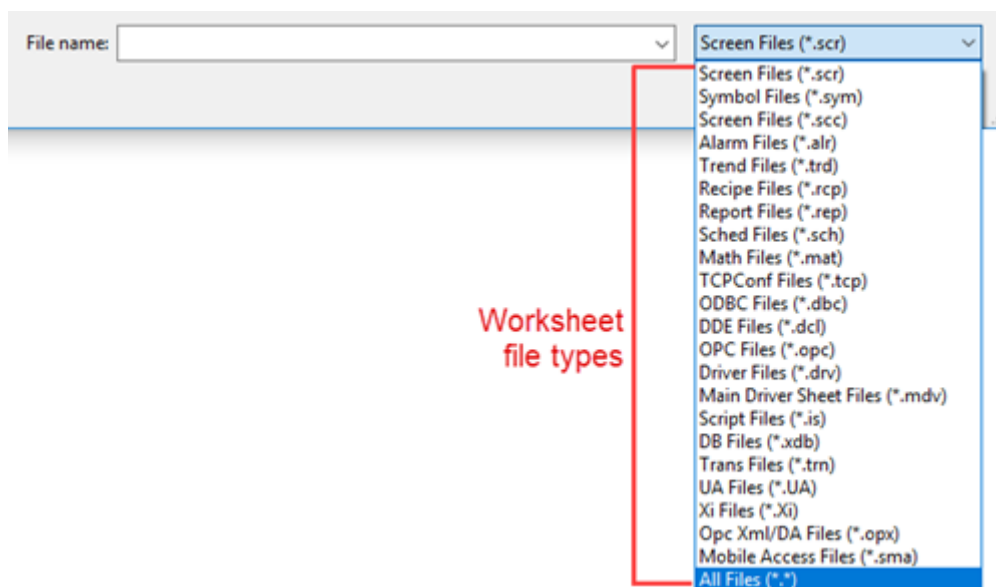 File name:
Screen Files (*.scr)
Screen Files (*.scr)
Symbol Files (*.sym)
Screen Files (*.scc)
Alarm Files (*.alr)
Trend Files (*.trd)
Recipe Files (*.rcp)
Report Files (*.rep)
Sched Files (*.sch)
Math Files (*.mat)
TCPConf Files (*.tcp)
ODBC Files (*.dbc)
DDE Files (*.dcl)
OPC Files (*.opc)
Driver Files (*.drv)
Main Driver Sheet Files (*.mdv)
Script Files (*.is)
DB Files (*.xdb)
Trans Files (*.trn)
UA Files (*.UA)
Xi Files (*.Xi)
Opc Xml/DA Files (*.opx)
Mobile Access Files (*.sma)
All Files (*.*)
Worksheet
file types